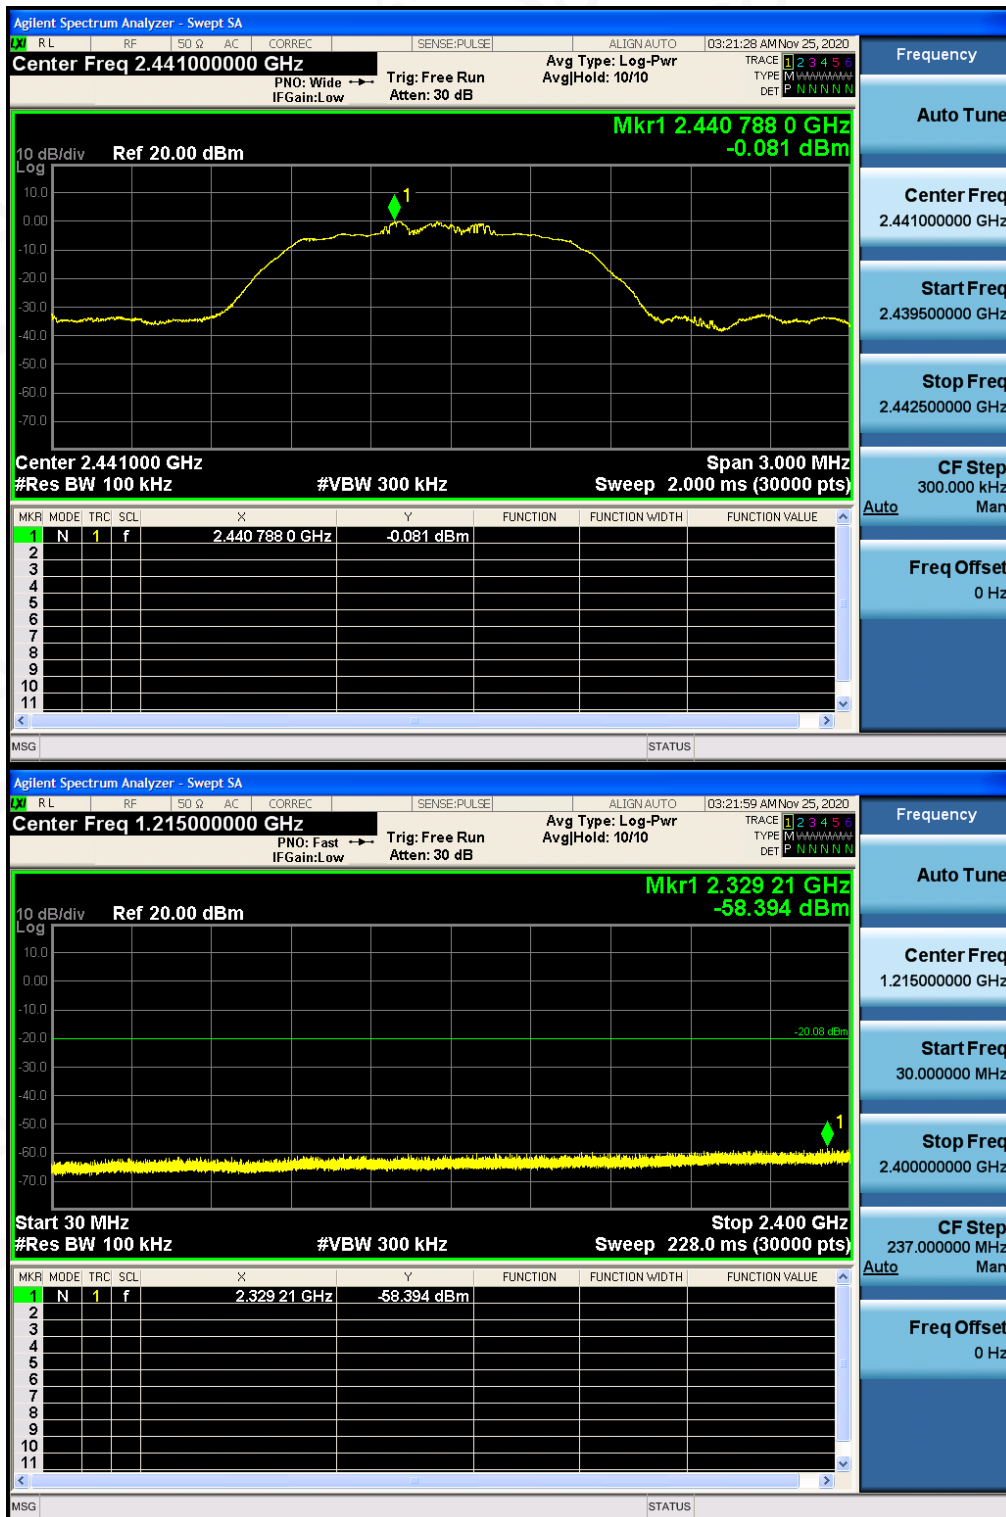 Agilent Spectrum Analyzer - Swept SA
LXI RL RF 50 Ω AC CORREC SENSE:PULSE ALIGN AUTO 03:21:28 AM Nov 25, 2020
Center Freq 2.441000000 GHz
PNO: Wide
IFGain:Low
Trig: Free Run
Atten: 30 dB
Avg Type: Log-Pwr
Avg|Hold: 10/10
TRACE 1 2 3 4 5 6
TYPE M WWWWW
DET P N N N N N
Mkr1 2.440 788 0 GHz
-0.081 dBm
10 dB/div Ref 20.00 dBm
Log
10.0
0.00
-10.0
-20.0
-30.0
-40.0
-50.0
-60.0
-70.0
1
Center 2.441000 GHz Span 3.000 MHz
#Res BW 100 kHz #VBW 300 kHz Sweep 2.000 ms (30000 pts)
MKR MODE TRC SCL X Y FUNCTION FUNCTION WIDTH FUNCTION VALUE
1 N 1 f 2.440 788 0 GHz -0.081 dBm
2
3
4
5
6
7
8
9
10
11
MSG STATUS
Frequency
Auto Tune
Center Freq
2.441000000 GHz
Start Freq
2.439500000 GHz
Stop Freq
2.442500000 GHz
CF Step
300.000 kHz
Auto Man
Freq Offset
0 Hz
Agilent Spectrum Analyzer - Swept SA
LXI RL RF 50 Ω AC CORREC SENSE:PULSE ALIGN AUTO 03:21:59 AM Nov 25, 2020
Center Freq 1.215000000 GHz
PNO: Fast
IFGain:Low
Trig: Free Run
Atten: 30 dB
Avg Type: Log-Pwr
Avg|Hold: 10/10
TRACE 1 2 3 4 5 6
TYPE M WWWWW
DET P N N N N N
Mkr1 2.329 21 GHz
-58.394 dBm
10 dB/div Ref 20.00 dBm
Log
10.0
0.00
-10.0
-20.0
-30.0
-40.0
-50.0
-60.0
-70.0
-20.08 dBm
1
Start 30 MHz Stop 2.400 GHz
#Res BW 100 kHz #VBW 300 kHz Sweep 228.0 ms (30000 pts)
MKR MODE TRC SCL X Y FUNCTION FUNCTION WIDTH FUNCTION VALUE
1 N 1 f 2.329 21 GHz -58.394 dBm
2
3
4
5
6
7
8
9
10
11
MSG STATUS
Frequency
Auto Tune
Center Freq
1.215000000 GHz
Start Freq
30.000000 MHz
Stop Freq
2.400000000 GHz
CF Step
237.000000 MHz
Auto Man
Freq Offset
0 Hz